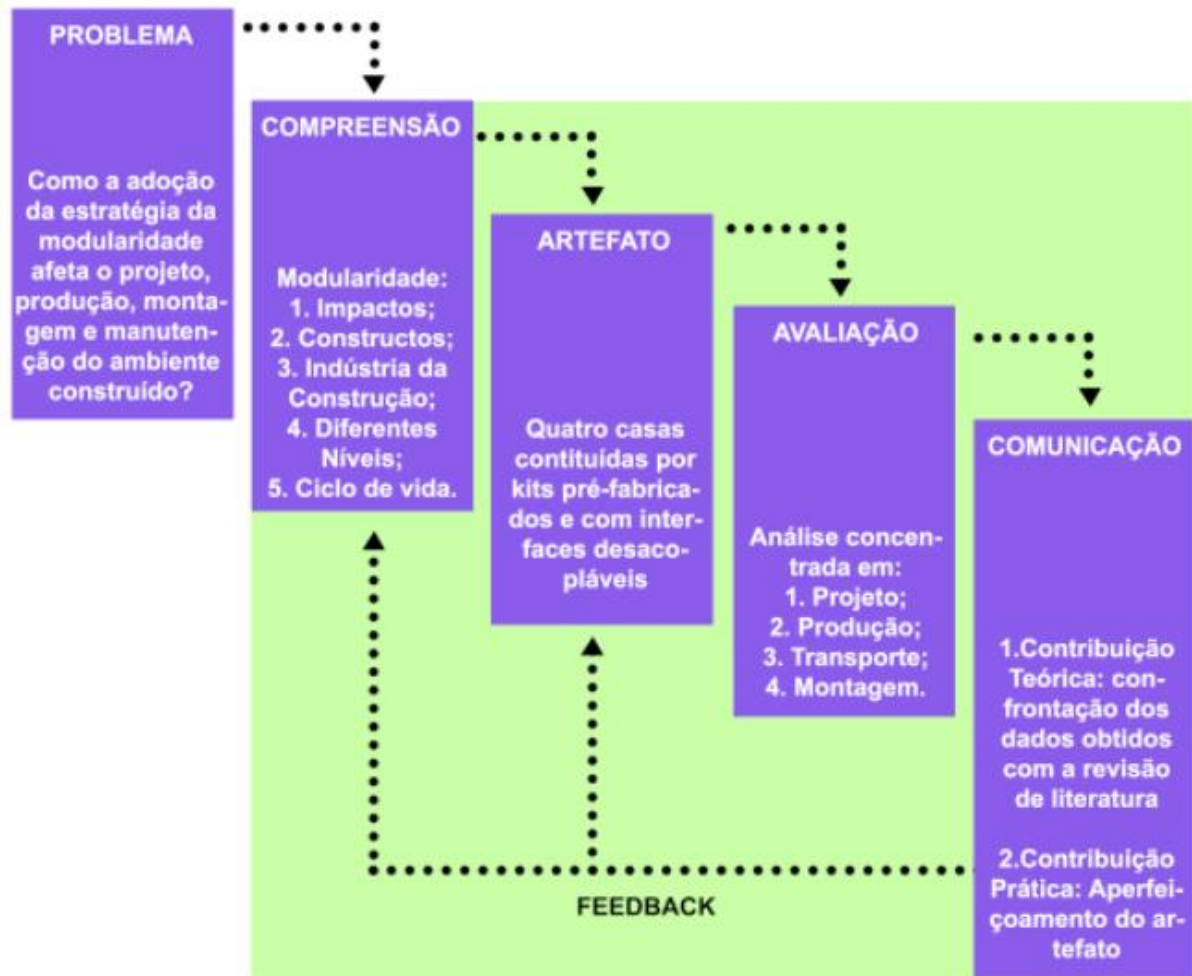 PROBLEMA
Como a adoção
da estratégia da
modularidade
afeta o projeto,
produção, monta-
gem e manuten-
ção do ambiente
construído?
COMPREENSÃO
Modularidade:
1. Impactos;
2. Constructos;
3. Indústria da
Construção;
4. Diferentes
Níveis;
5. Ciclo de vida.
ARTEFATO
Quatro casas
contituídas por
kits pré-fabrica-
dos e com inter-
faces desaco-
pláveis
AVALIAÇÃO
Análise concen-
trada em:
1. Projeto;
2. Produção;
3. Transporte;
4. Montagem.
COMUNICAÇÃO
1.Contribuição
Teórica: con-
frontação dos
dados obtidos
com a revisão
de literatura
2.Contribuição
Prática: Aperfei-
çoamento do ar-
tefato
FEEDBACK